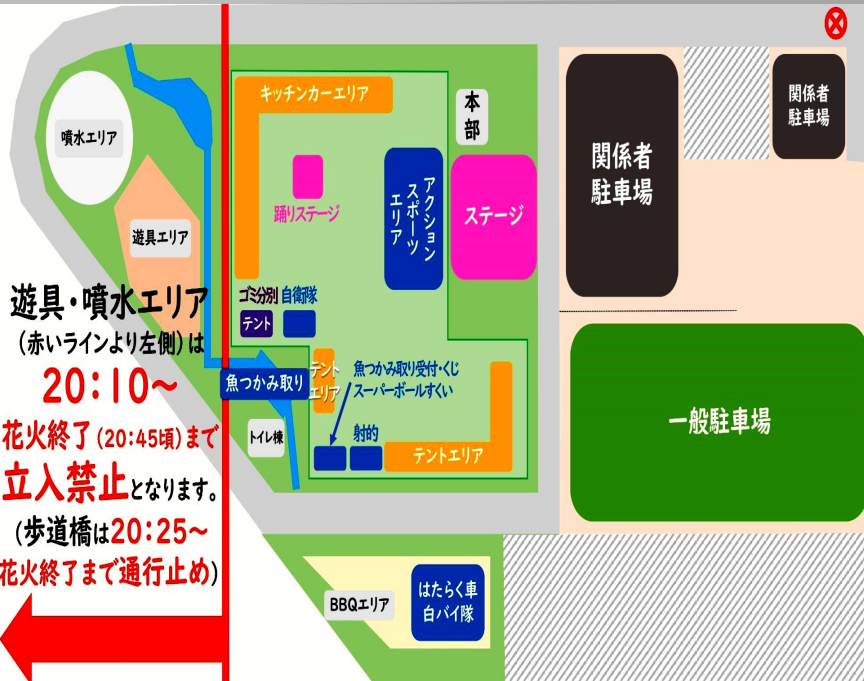 キッチンカーエリア
本
部
関係者
駐車場
関係者
駐車場
噴水エリア
踊りステージ
アクション
スポーツ
エリア
ステージ
遊具エリア
ゴミ分別
自衛隊
テント
遊具・噴水エリア
(赤いラインより左側)は
20:10～
花火終了(20:45頃)まで
立入禁止となります。
(歩道橋は20:25～
花火終了まで通行止め)
魚つかみ取り
テント
エリア
魚つかみ取り受付・くじ
スーパーボールすくい
トイレ棟
射的
テントエリア
一般駐車場
BBQエリア
はたらく車
白バイ隊